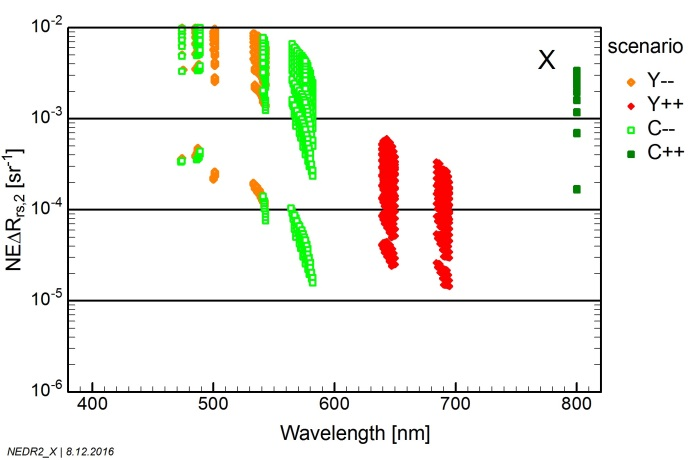 10⁻²
10⁻³
10⁻⁴
10⁻⁵
10⁻⁶
NEΔRrs,2 [sr⁻¹]
400 500 600 700 800
Wavelength [nm]
X
scenario
Y--
Y++
C--
C++
NEDR2_X | 8.12.2016